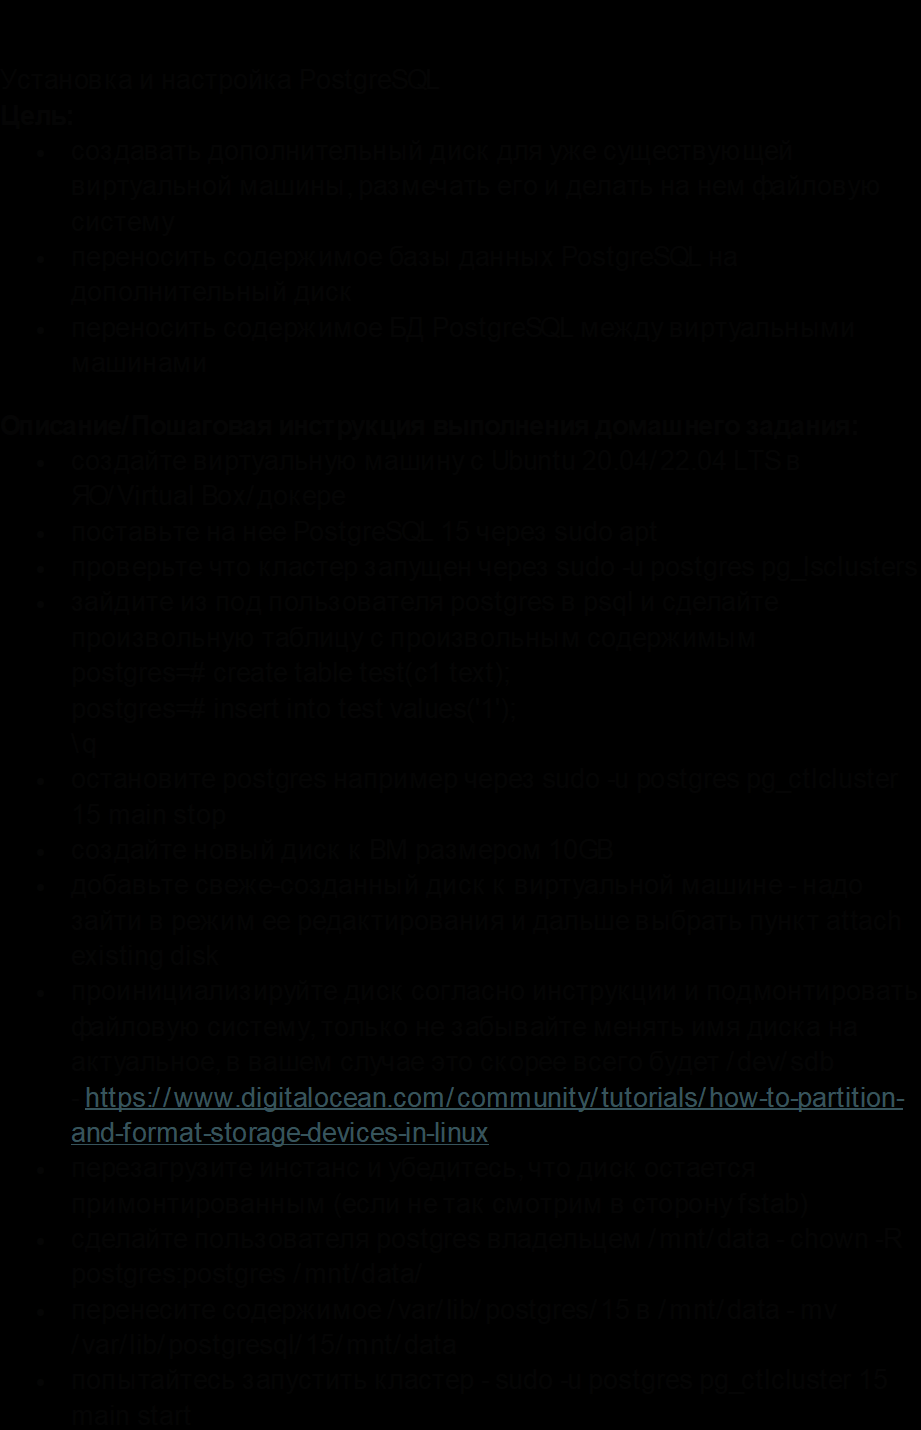 Установка и настройка PostgreSQL
Цель:
• создавать дополнительный диск для уже существующей
виртуальной машины, размечать его и делать на нем файловую
систему
• переносить содержимое базы данных PostgreSQL на
дополнительный диск
• переносить содержимое БД PostgreSQL между виртуальными
машинами
Описание/Пошаговая инструкция выполнения домашнего задания:
• создайте виртуальную машину с Ubuntu 20.04/22.04 LTS в
ЯО/Virtual Box/докере
• поставьте на нее PostgreSQL 15 через sudo apt
• проверьте что кластер запущен через sudo -u postgres pg_lsclusters
• зайдите из под пользователя postgres в psql и сделайте
произвольную таблицу с произвольным содержимым
postgres=# create table test(c1 text);
postgres=# insert into test values('1');
\q
• остановите postgres например через sudo -u postgres pg_ctlcluster
15 main stop
• создайте новый диск к ВМ размером 10GB
• добавьте свеже-созданный диск к виртуальной машине - надо
зайти в режим ее редактирования и дальше выбрать пункт attach
existing disk
• проинициализируйте диск согласно инструкции и подмонтировать
файловую систему, только не забывайте менять имя диска на
актуальное, в вашем случае это скорее всего будет /dev/sdb
- https://www.digitalocean.com/community/tutorials/how-to-partition-
and-format-storage-devices-in-linux
• перезагрузите инстанс и убедитесь, что диск остается
примонтированным (если не так смотрим в сторону fstab)
• сделайте пользователя postgres владельцем /mnt/data - chown -R
postgres:postgres /mnt/data/
• перенесите содержимое /var/lib/postgres/15 в /mnt/data - mv
/var/lib/postgresql/15/mnt/data
• попытайтесь запустить кластер - sudo -u postgres pg_ctlcluster 15
main start